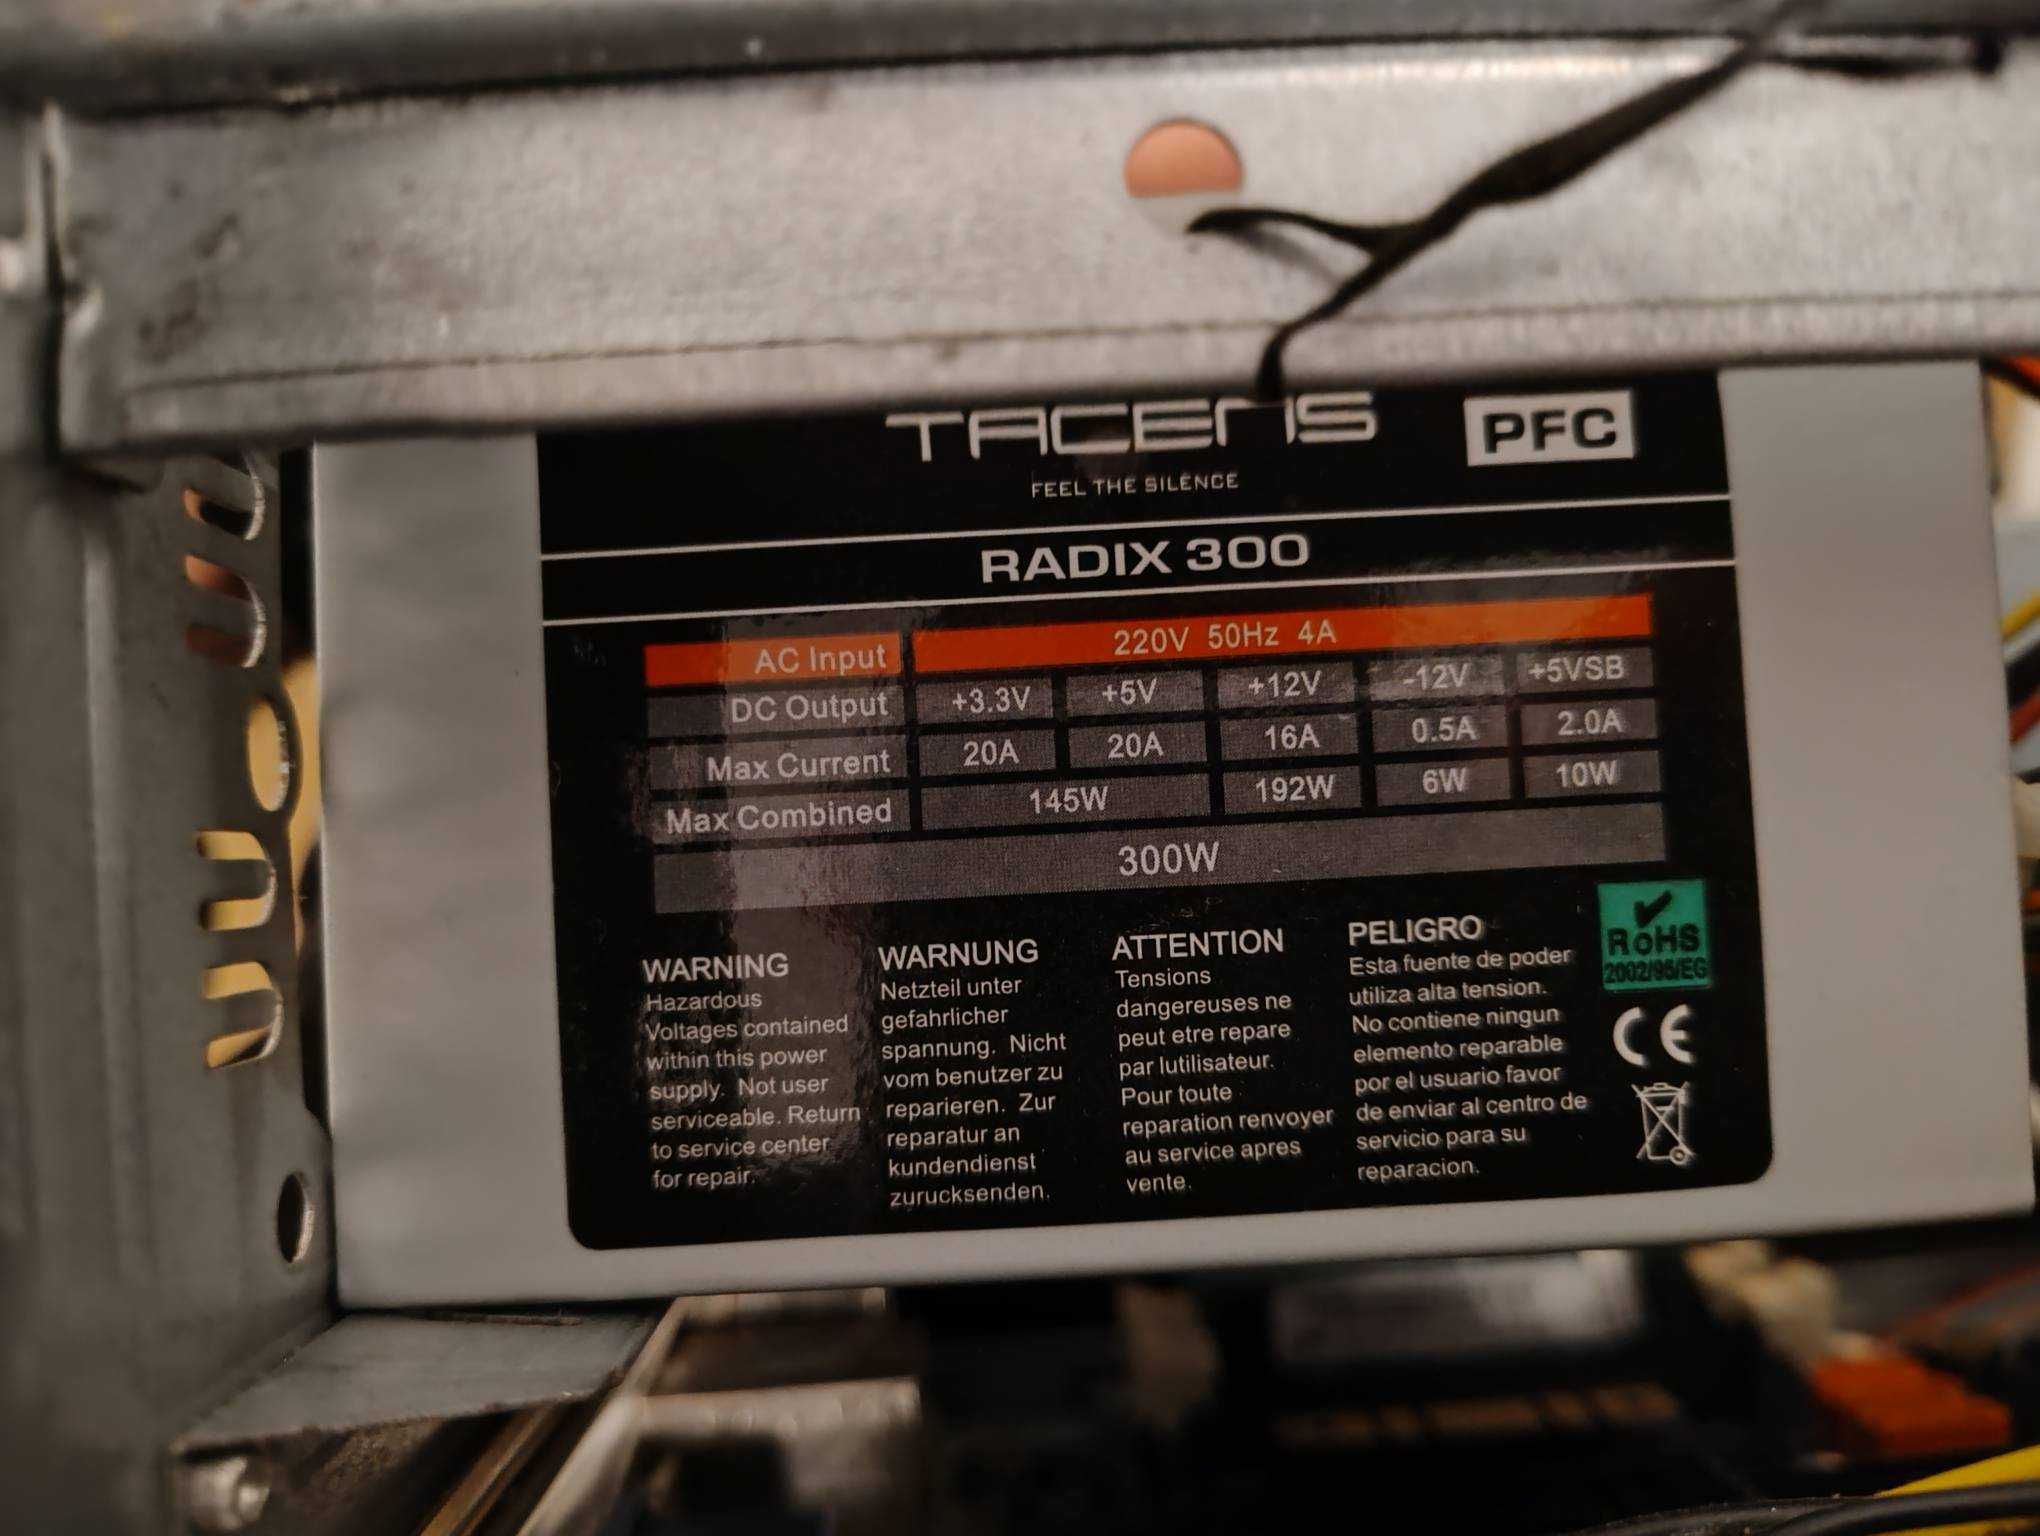 TACENS
PFC
FEEL THE SILENCE
RADIX 300
AC Input 220V 50Hz 4A
DC Output +3.3V +5V +12V -12V +5VSB
Max Current 20A 20A 16A 0.5A 2.0A
Max Combined 145W 192W 6W 10W
300W
WARNING
Hazardous
Voltages contained
within this power
supply. Not user
serviceable. Return
to service center
for repair.
WARNUNG
Netzteil unter
gefahrlicher
spannung. Nicht
vom benutzer zu
reparieren. Zur
reparatur an
kundendienst
zurucksenden.
ATTENTION
Tensions
dangereuses ne
peut etre repare
par lutilisateur.
Pour toute
reparation renvoyer
au service apres
vente.
PELIGRO
Esta fuente de poder
utiliza alta tension.
No contiene ningun
elemento reparable
por el usuario favor
de enviar al centro de
servicio para su
reparacion.
RoHS
2002/95/EG
CE